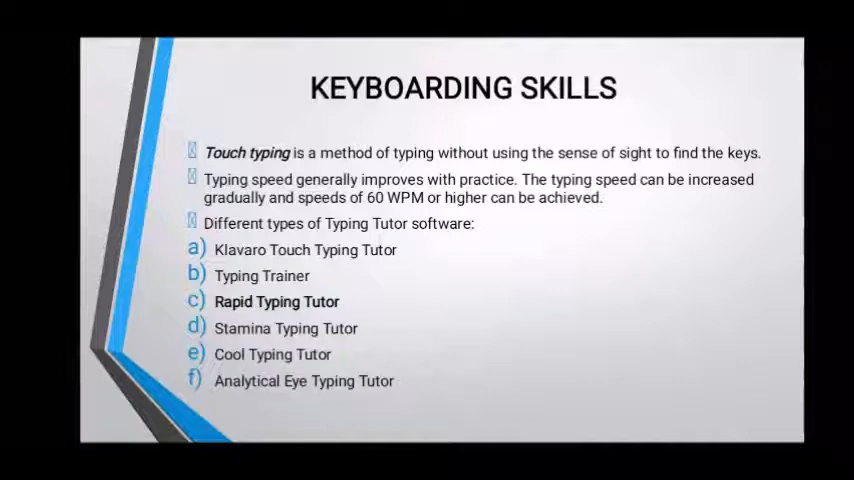 KEYBOARDING SKILLS
Touch typing is a method of typing without using the sense of sight to find the keys.
Typing speed generally improves with practice. The typing speed can be increased
gradually and speeds of 60 WPM or higher can be achieved.
Different types of Typing Tutor software:
a) Klavaro Touch Typing Tutor
b) Typing Trainer
c) Rapid Typing Tutor
d) Stamina Typing Tutor
e) Cool Typing Tutor
f) Analytical Eye Typing Tutor